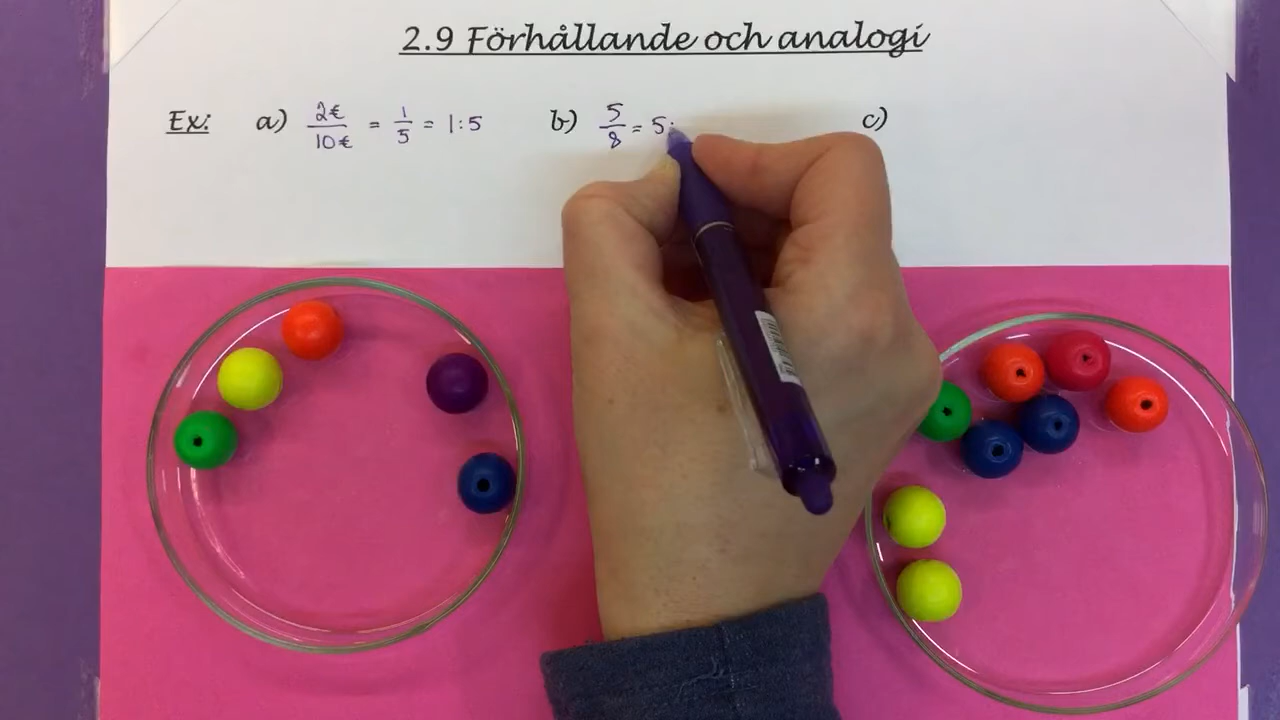 2.9 Förhållande och analogi
Ex: a) 2€/10€ = 1/5 = 1:5 b) 5/8 = 5: c)